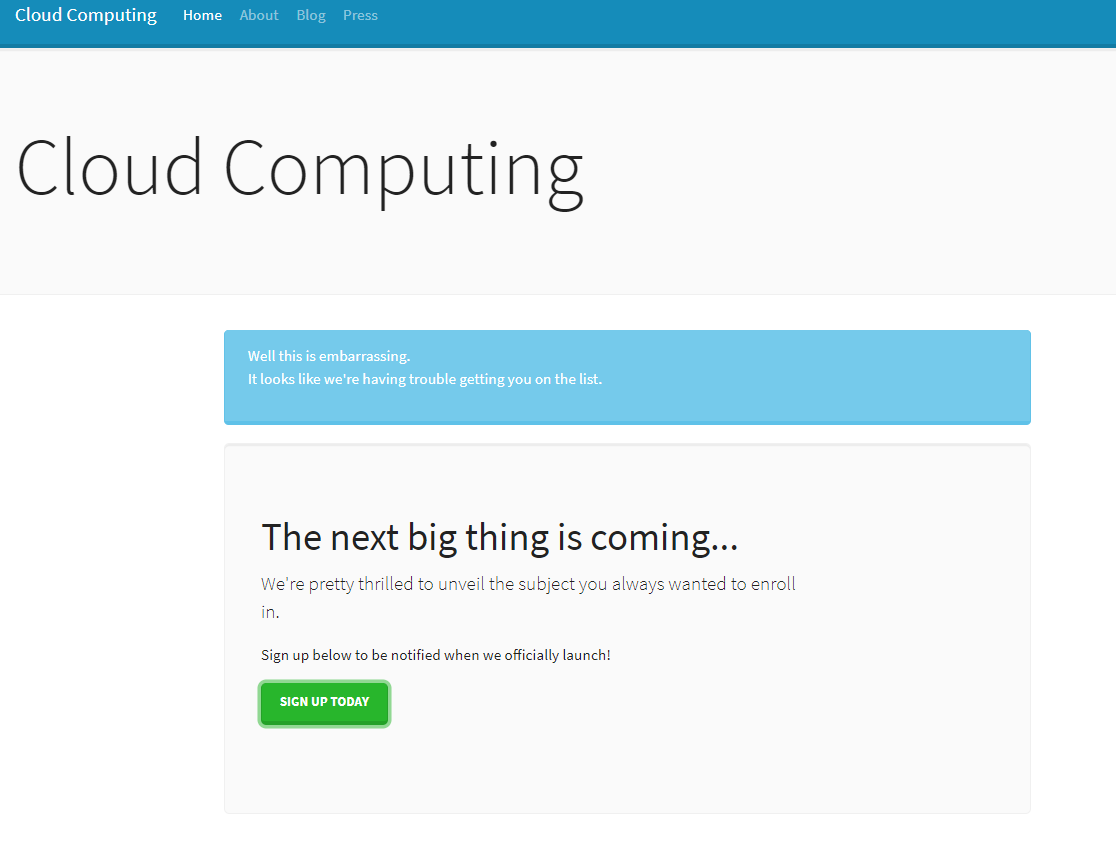 Cloud Computing Home About Blog Press
Cloud Computing
Well this is embarrassing.
It looks like we're having trouble getting you on the list.
The next big thing is coming...
We're pretty thrilled to unveil the subject you always wanted to enroll
in.
Sign up below to be notified when we officially launch!
SIGN UP TODAY